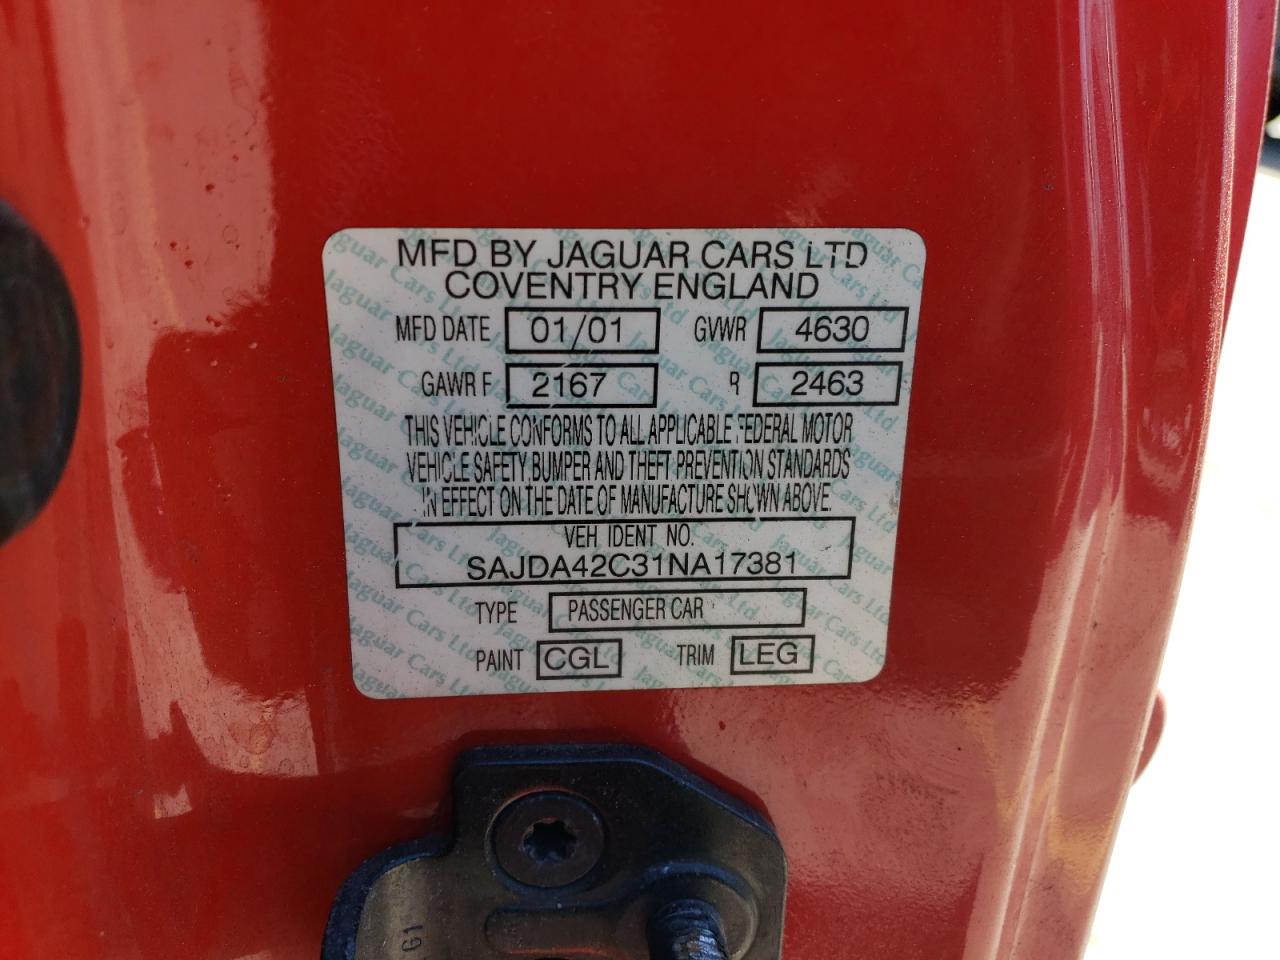 MFD BY JAGUAR CARS LTD
COVENTRY ENGLAND
MFD DATE 01/01 GVWR 4630
GAWR F 2167 R 2463
THIS VEHICLE CONFORMS TO ALL APPLICABLE FEDERAL MOTOR
VEHICLE SAFETY, BUMPER AND THEFT PREVENTION STANDARDS
IN EFFECT ON THE DATE OF MANUFACTURE SHOWN ABOVE.
VEH IDENT NO.
SAJDA42C31NA17381
TYPE PASSENGER CAR
PAINT CGL TRIM LEG